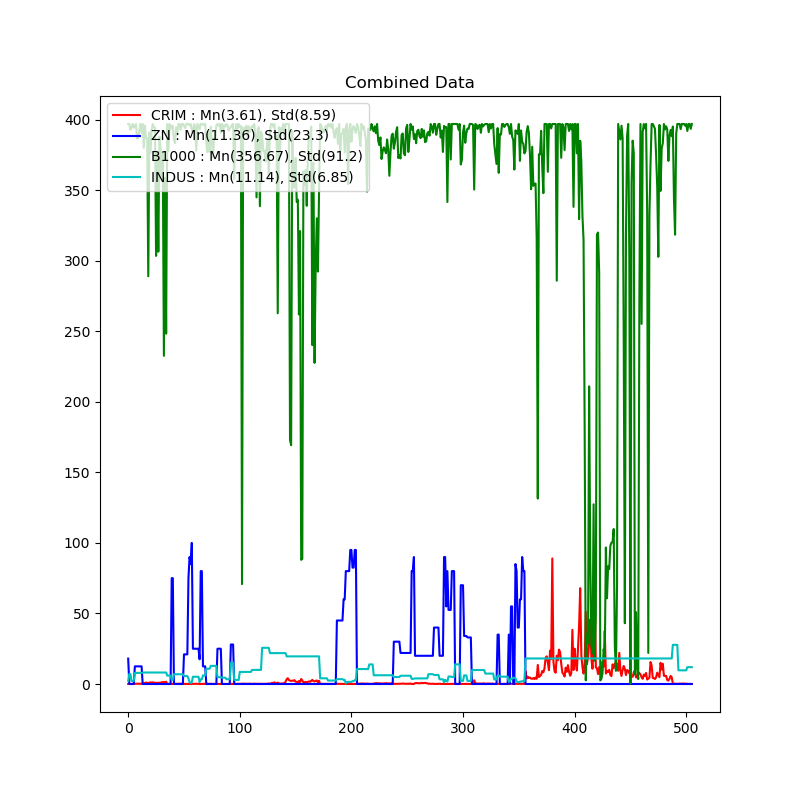 Combined Data
CRIM : Mn(3.61), Std(8.59)
ZN : Mn(11.36), Std(23.3)
B1000 : Mn(356.67), Std(91.2)
INDUS : Mn(11.14), Std(6.85)
400
350
300
250
200
150
100
50
0
0 100 200 300 400 500